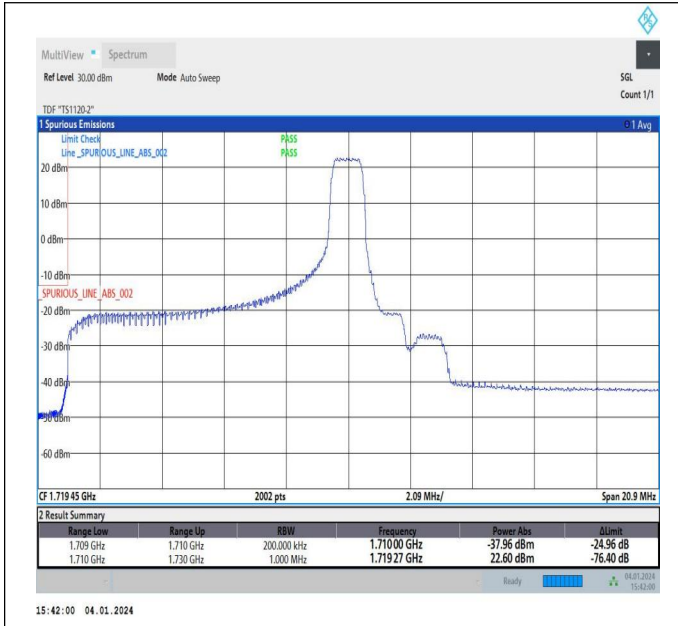 R S
MultiView Spectrum
Ref Level 30.00 dBm Mode Auto Sweep SGL
Count 1/1
TDF "TS1120-2"
1 Spurious Emissions 1 Avg
Limit Check PASS
Line _SPURIOUS_LINE_ABS_002 PASS
20 dBm
10 dBm
0 dBm
-10 dBm
_SPURIOUS_LINE_ABS_002
-20 dBm
-30 dBm
-40 dBm
-50 dBm
-60 dBm
CF 1.719 45 GHz 2002 pts 2.09 MHz/ Span 20.9 MHz
2 Result Summary
Range Low Range Up RBW Frequency Power Abs ΔLimit
1.709 GHz 1.710 GHz 200.000 kHz 1.71000 GHz -37.96 dBm -24.96 dB
1.710 GHz 1.730 GHz 1.000 MHz 1.71927 GHz 22.60 dBm -76.40 dB
Ready 04.01.2024
15:42:00
15:42:00 04.01.2024